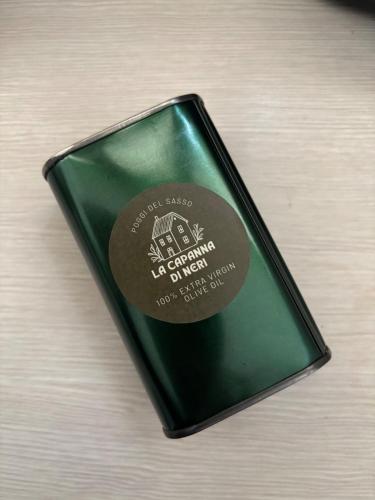 POGGI DEL SASSO
LA CAPANNA
DI NERI
100% EXTRA VIRGIN
OLIVE OIL